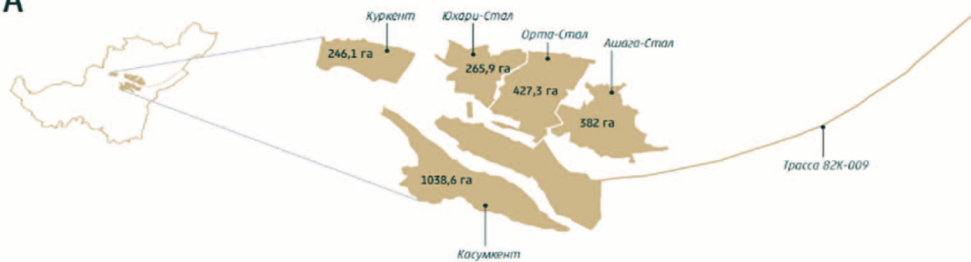 А
Куркент
Юхари-Стал
Орта-Стал
Ашага-Стал
246,1 га
265,9 га
427,3 га
382 га
Трасса 82К-009
1038,6 га
Касумкент